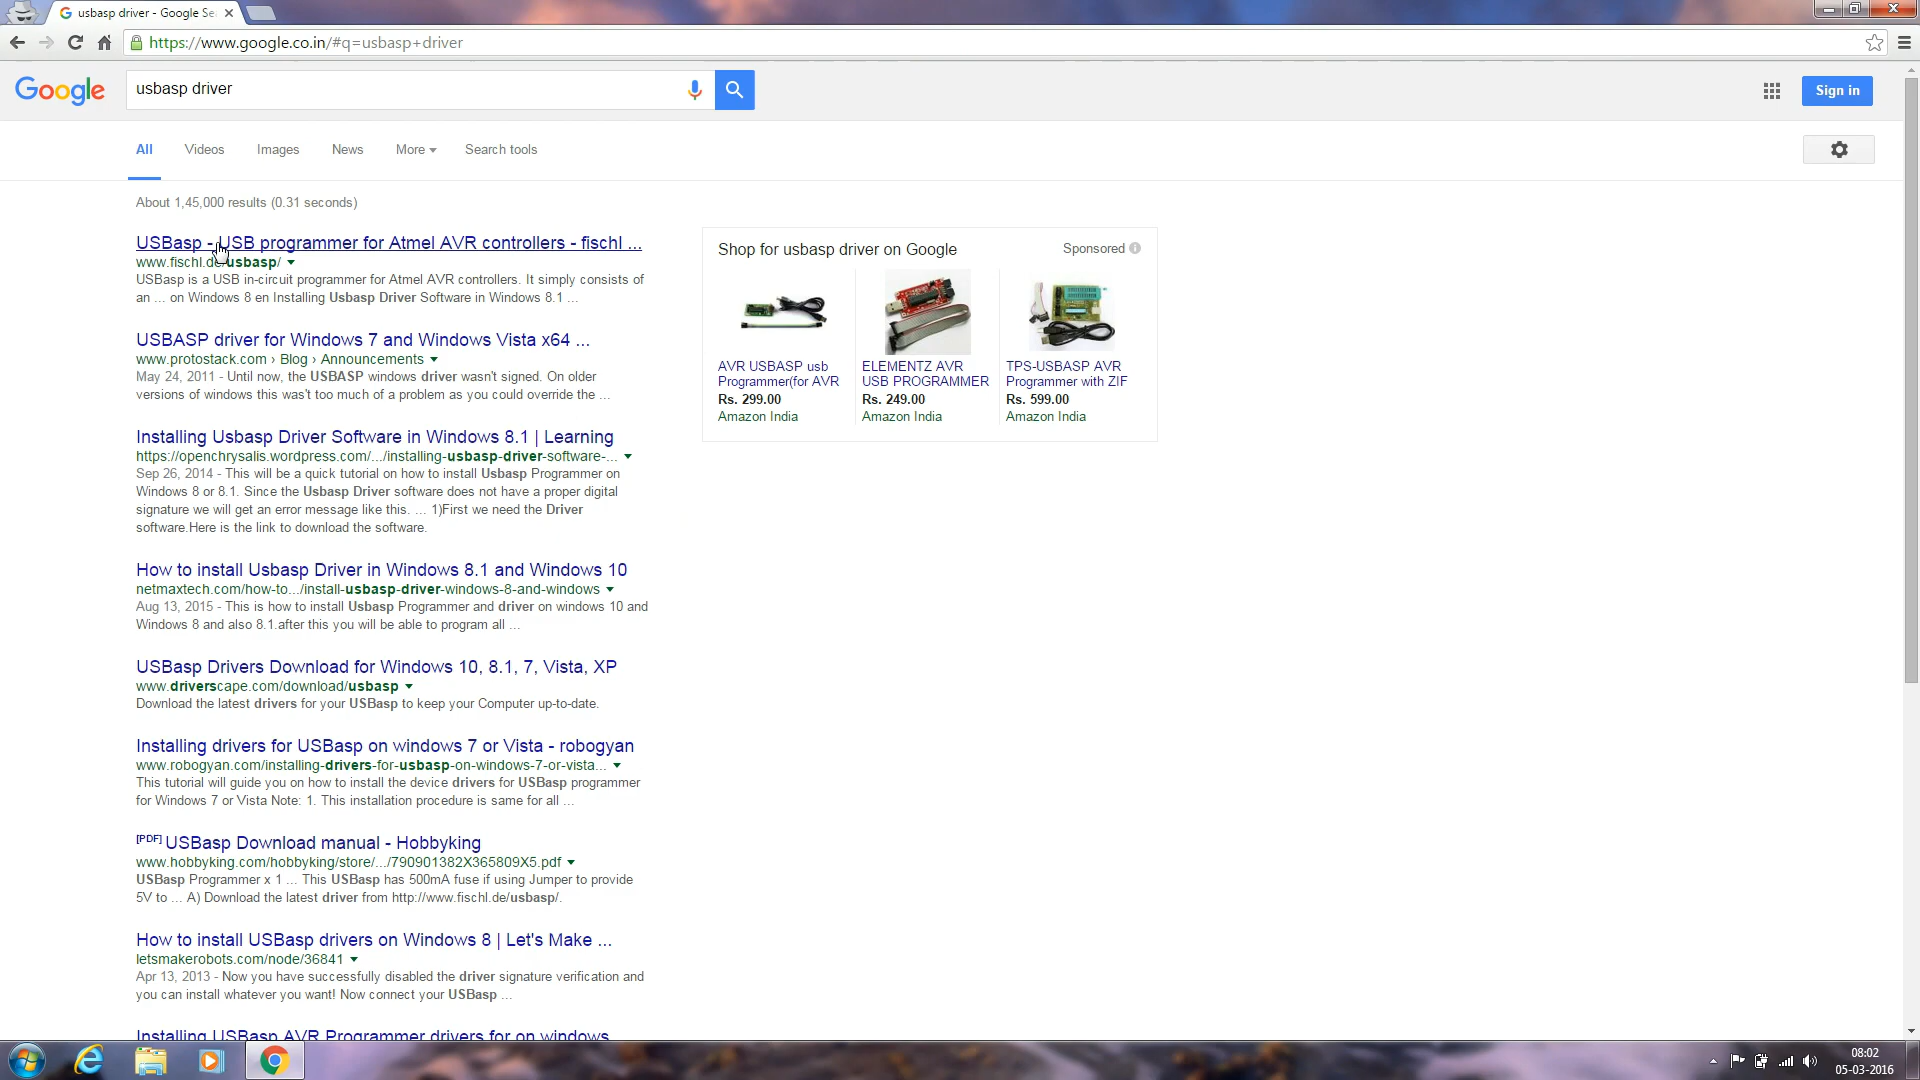 usbasp driver - Google Se
https://www.google.co.in/#q=usbasp+driver
Google
usbasp driver
Sign in
All Videos Images News More Search tools
About 1,45,000 results (0.31 seconds)
USBasp - USB programmer for Atmel AVR controllers - fischl ...
www.fischl.de/usbasp/
USBasp is a USB in-circuit programmer for Atmel AVR controllers. It simply consists of
an ... on Windows 8 en Installing Usbasp Driver Software in Windows 8.1 ...
USBASP driver for Windows 7 and Windows Vista x64 ...
www.protostack.com › Blog › Announcements
May 24, 2011 - Until now, the USBASP windows driver wasn't signed. On older
versions of windows this was't too much of a problem as you could override the ...
Installing Usbasp Driver Software in Windows 8.1 | Learning
https://openchrysalis.wordpress.com/.../installing-usbasp-driver-software-...
Sep 26, 2014 - This will be a quick tutorial on how to install Usbasp Programmer on
Windows 8 or 8.1. Since the Usbasp Driver software does not have a proper digital
signature we will get an error message like this. ... 1)First we need the Driver
software.Here is the link to download the software.
How to install Usbasp Driver in Windows 8.1 and Windows 10
netmaxtech.com/how-to.../install-usbasp-driver-windows-8-and-windows
Aug 13, 2015 - This is how to install Usbasp Programmer and driver on windows 10 and
Windows 8 and also 8.1.after this you will be able to program all ...
USBasp Drivers Download for Windows 10, 8.1, 7, Vista, XP
www.driverscape.com/download/usbasp
Download the latest drivers for your USBasp to keep your Computer up-to-date.
Installing drivers for USBasp on windows 7 or Vista - robogyan
www.robogyan.com/installing-drivers-for-usbasp-on-windows-7-or-vista...
This tutorial will guide you on how to install the device drivers for USBasp programmer
for Windows 7 or Vista Note: 1. This installation procedure is same for all ...
[PDF] USBasp Download manual - Hobbyking
www.hobbyking.com/hobbyking/store/.../790901382X365809X5.pdf
USBasp Programmer x 1 ... This USBasp has 500mA fuse if using Jumper to provide
5V to ... A) Download the latest driver from http://www.fischl.de/usbasp/.
How to install USBasp drivers on Windows 8 | Let's Make ...
letsmakerobots.com/node/36841
Apr 13, 2013 - Now you have successfully disabled the driver signature verification and
you can install whatever you want! Now connect your USBasp ...
Installing USBasp AVR Programmer drivers for on windows
Shop for usbasp driver on Google
Sponsored
AVR USBASP usb
Programmer(for AVR
Rs. 299.00
Amazon India
ELEMENTZ AVR
USB PROGRAMMER
Rs. 249.00
Amazon India
TPS-USBASP AVR
Programmer with ZIF
Rs. 599.00
Amazon India
08:02
05-03-2016